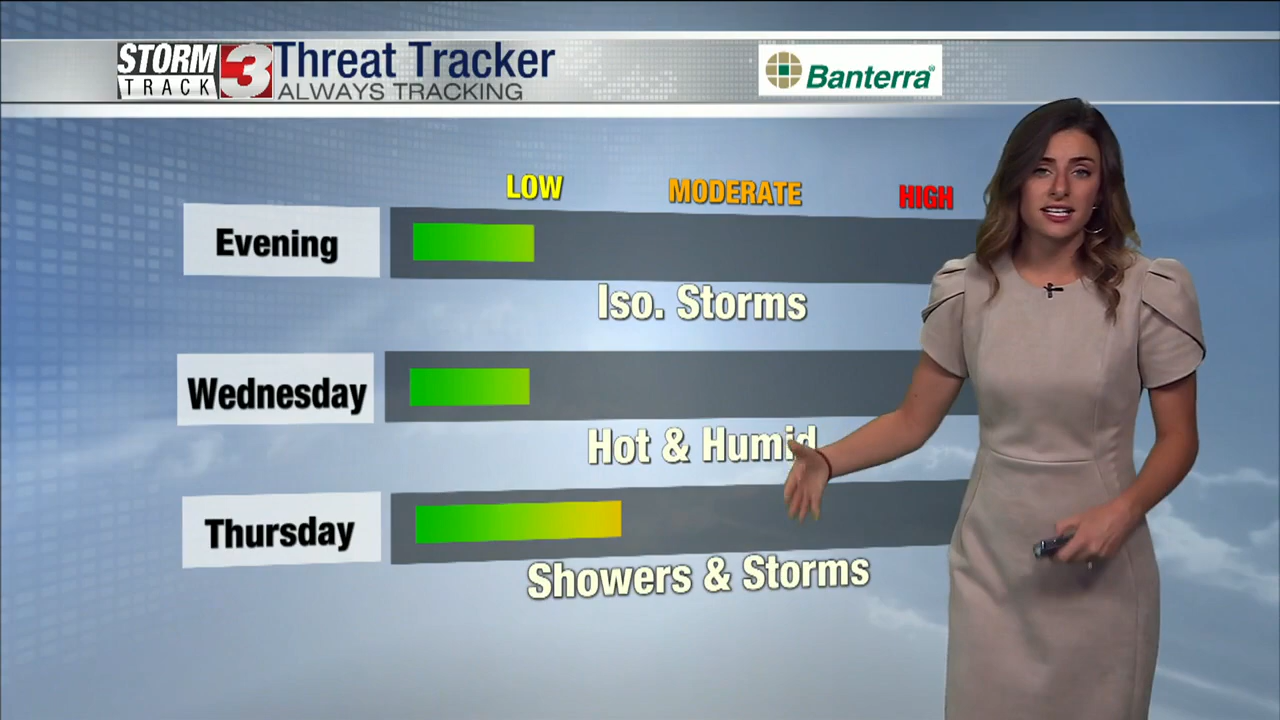 STORM
TRACK
3
Threat Tracker
ALWAYS TRACKING
Banterra®
LOW
MODERATE
HIGH
Evening
Iso. Storms
Wednesday
Hot & Humid
Thursday
Showers & Storms